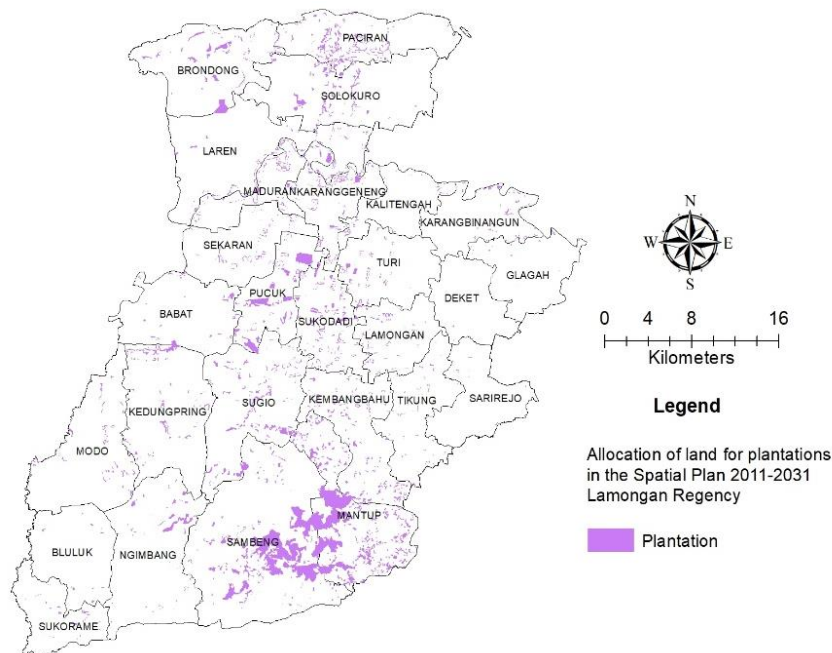 PACIRAN
BRONDONG
SOLOKURO
LAREN
MADURAN
KARANGGENENG
KALITENGAH
KARANGBINANGUN
SEKARAN
TURI
GLAGAH
PUCUK
DEKET
BABAT
SUKODADI
LAMONGAN
KEDUNGPRING
SUGIO
KEMBANGBAHU
TIKUNG
SARIREJO
MODO
MANTUP
SAMBENG
BLULUK
NGIMBANG
SUKORAME
N
W E
S
0 4 8 16
Kilometers
Legend
Allocation of land for plantations
in the Spatial Plan 2011-2031
Lamongan Regency
Plantation